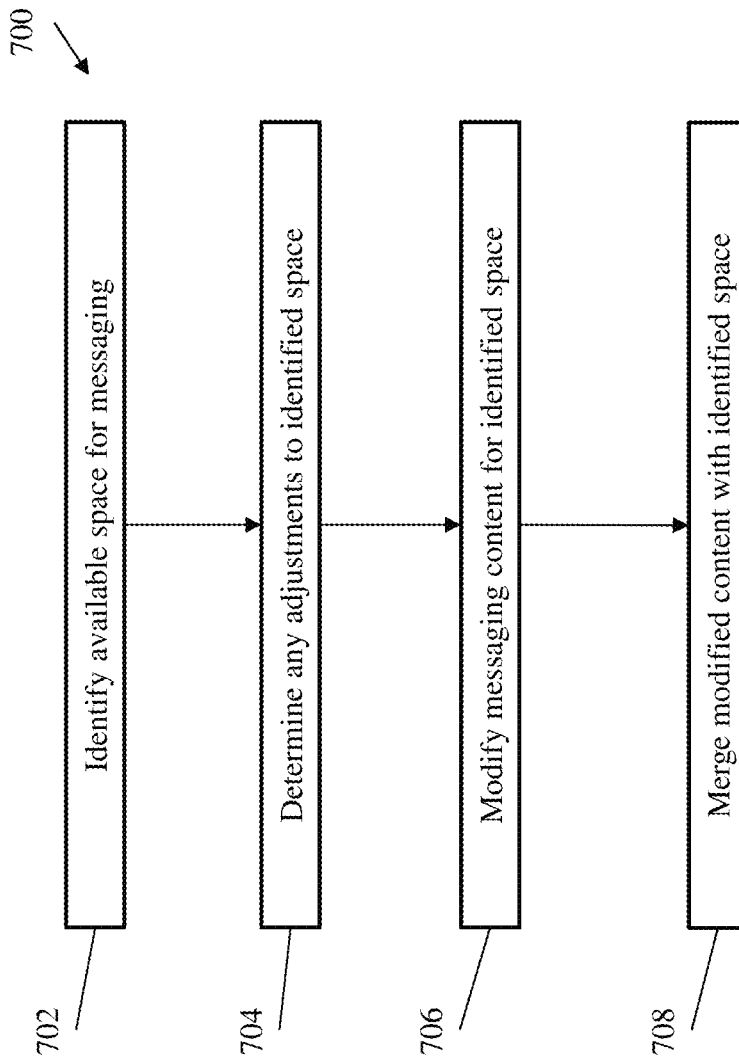 700
702
Identify available space for messaging
704
Determine any adjustments to identified space
706
Modify messaging content for identified space
708
Merge modified content with identified space